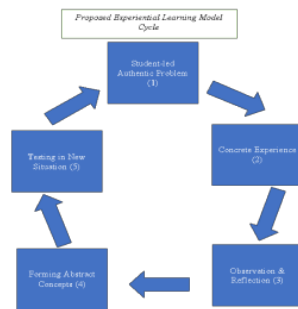 Proposed Experiential Learning Model
Cycle
Student-led
Authentic Problem
(1)
Concrete Experience
(2)
Observation &
Reflection (3)
Forming Abstract
Concepts (4)
Testing in New
Situation (5)